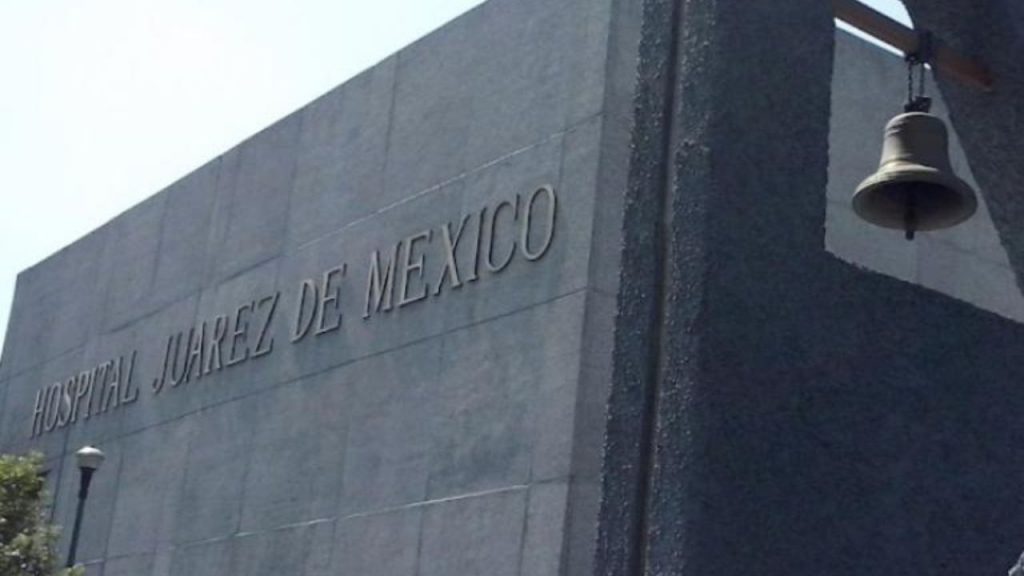 HOSPITAL JUAREZ DE MEXICO